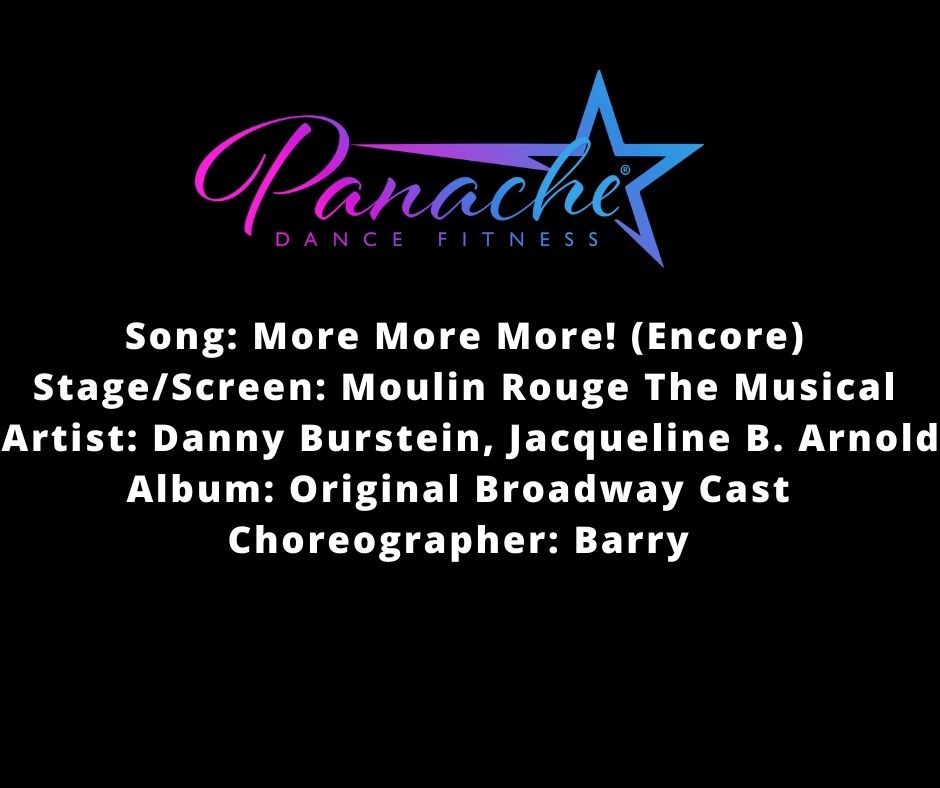 Panache®
DANCE FITNESS
Song: More More More! (Encore)
Stage/Screen: Moulin Rouge The Musical
Artist: Danny Burstein, Jacqueline B. Arnold
Album: Original Broadway Cast
Choreographer: Barry